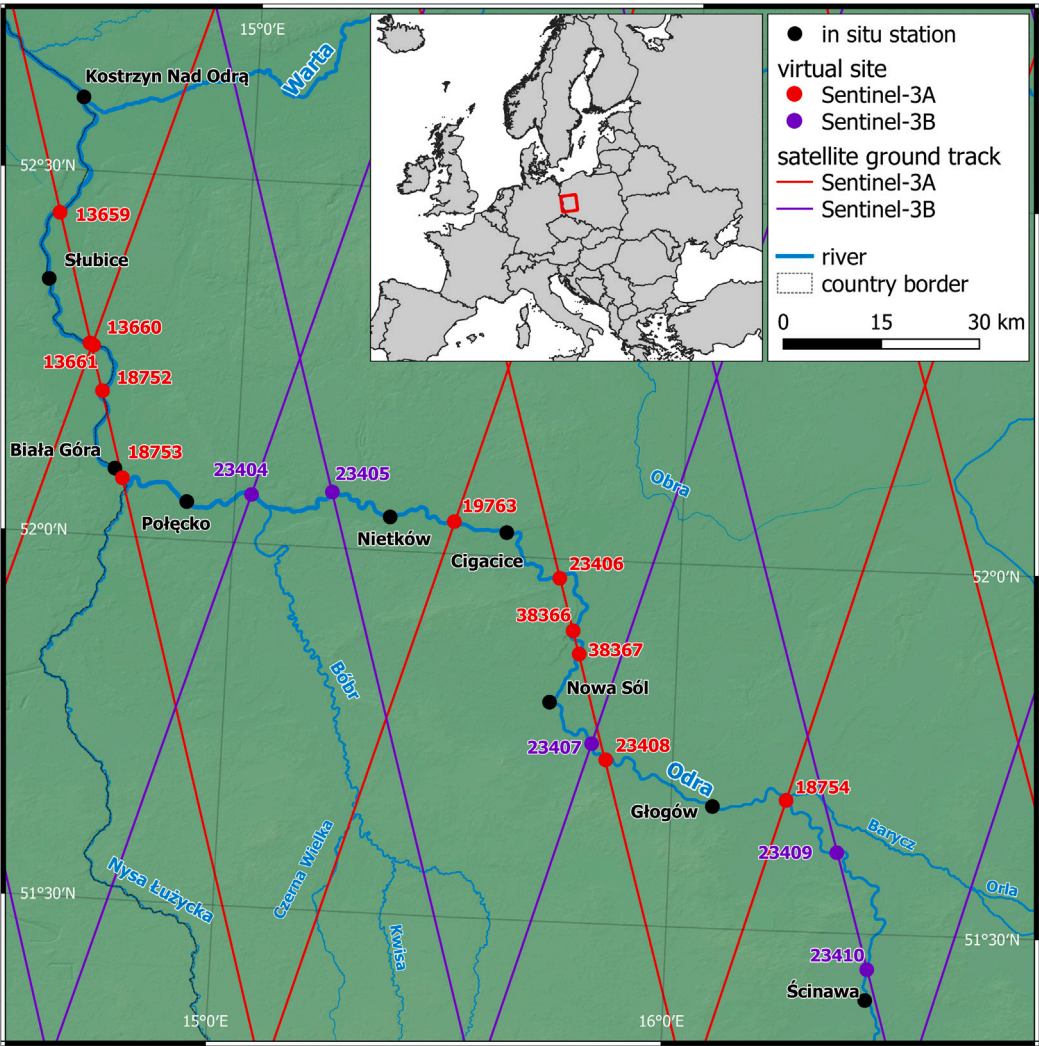 15°0'E
Warta
Kostrzyn Nad Odrą
52°30'N
13659
Słubice
13660
13661
18752
Biała Góra
18753
23404
23405
Połęcko
52°0'N
Nietków
19763
Cigacice
Obra
23406
52°0'N
38366
38367
Bóbr
Nowa Sól
23407
23408
Odra
18754
Głogów
Barycz
23409
Czerna Wielka
Nysa Łużycka
51°30'N
Orla
Kwisa
51°30'N
23410
Ścinawa
15°0'E
16°0'E
in situ station
virtual site
Sentinel-3A
Sentinel-3B
satellite ground track
Sentinel-3A
Sentinel-3B
river
country border
0 15 30 km